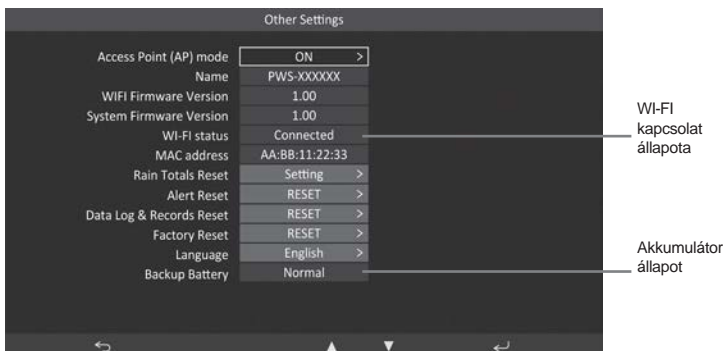 Other Settings
Access Point (AP) mode ON >
Name PWS-XXXXXX
WIFI Firmware Version 1.00
System Firmware Version 1.00
WI-FI status Connected
MAC address AA:BB:11:22:33
Rain Totals Reset Setting >
Alert Reset RESET >
Data Log & Records Reset RESET >
Factory Reset RESET >
Language English >
Backup Battery Normal
WI-FI
kapcsolat
állapota
Akkumulátor
állapot